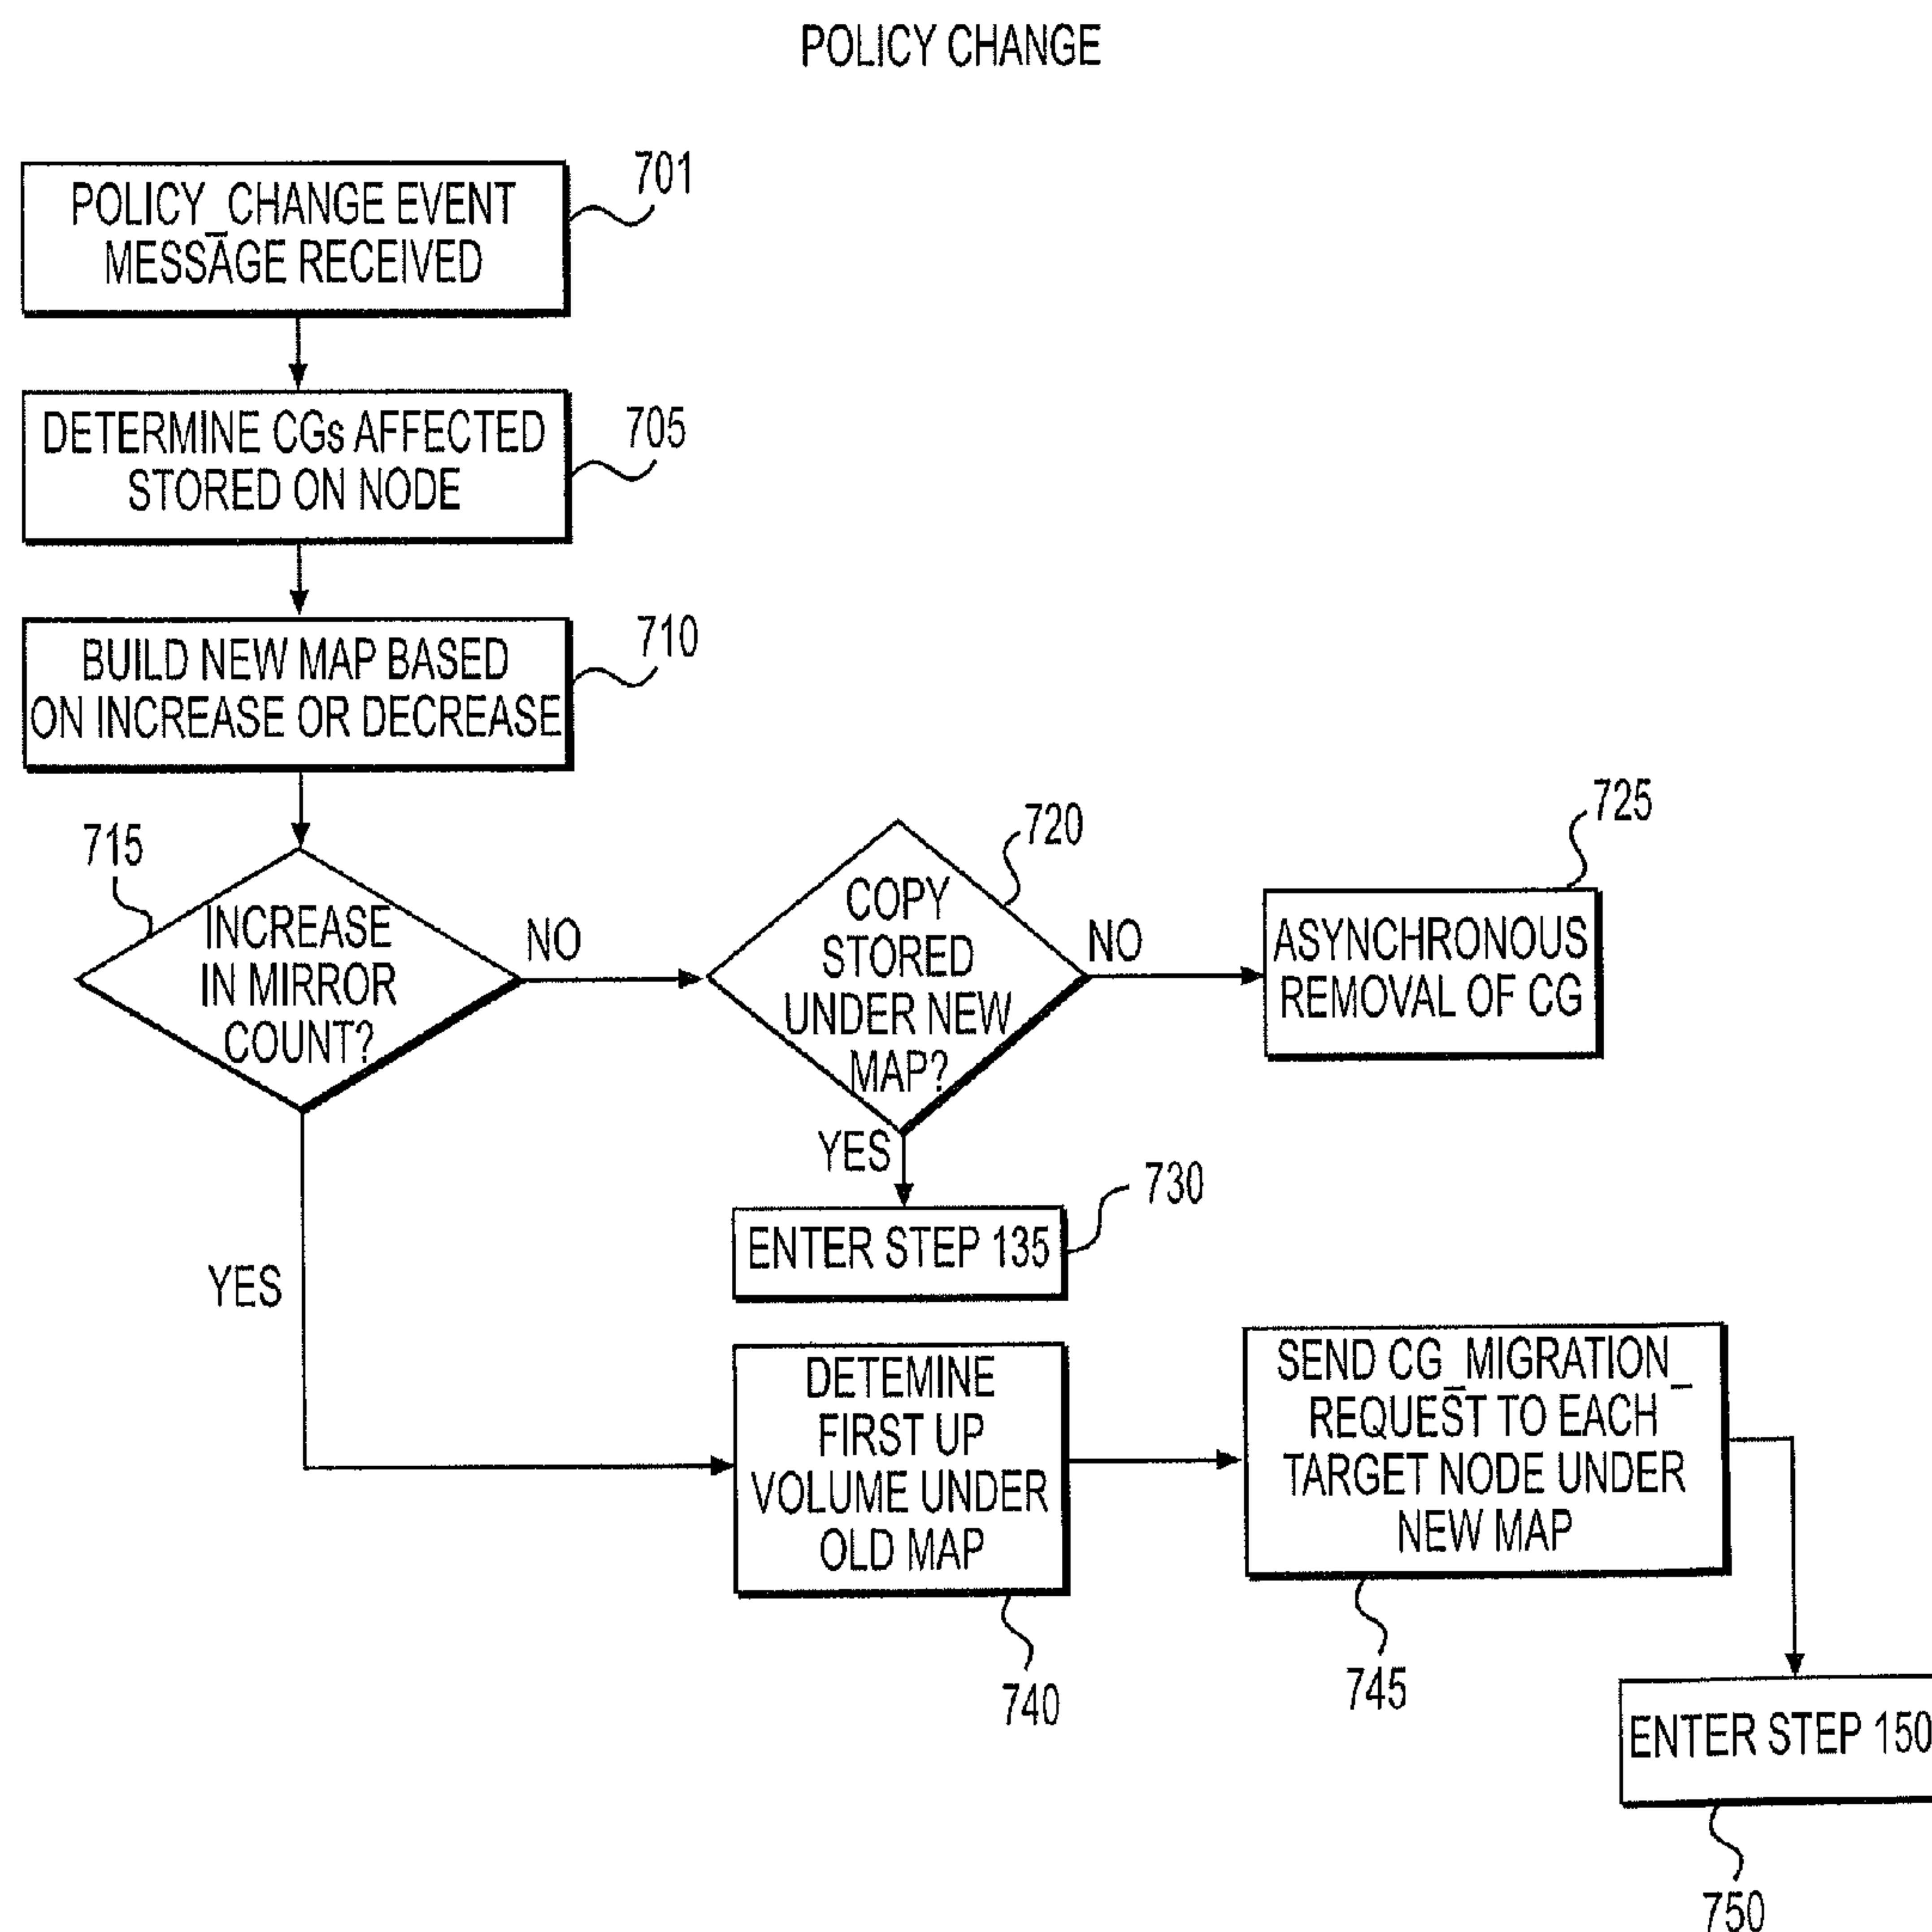 POLICY CHANGE
701
POLICY_CHANGE EVENT
MESSAGE RECEIVED
705
DETERMINE CGs AFFECTED
STORED ON NODE
710
BUILD NEW MAP BASED
ON INCREASE OR DECREASE
715
INCREASE
IN MIRROR
COUNT?
NO
720
COPY
STORED
UNDER NEW
MAP?
NO
725
ASYNCHRONOUS
REMOVAL OF CG
YES
730
ENTER STEP 135
YES
DETEMINE
FIRST UP
VOLUME UNDER
OLD MAP
740
SEND CG_MIGRATION_
REQUEST TO EACH
TARGET NODE UNDER
NEW MAP
745
ENTER STEP 150
750